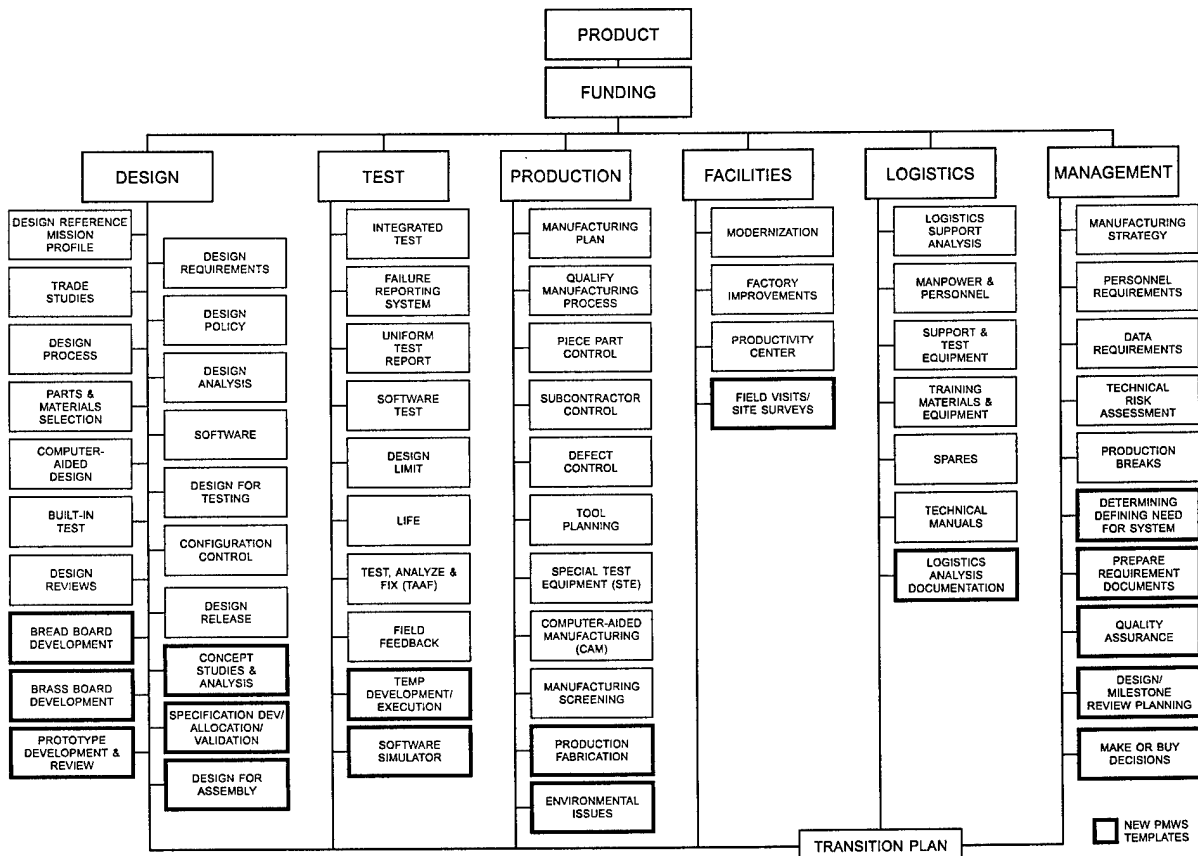 PRODUCT
FUNDING
DESIGN
TEST
PRODUCTION
FACILITIES
LOGISTICS
MANAGEMENT
DESIGN REFERENCE
MISSION
PROFILE
TRADE
STUDIES
DESIGN
PROCESS
PARTS &
MATERIALS
SELECTION
COMPUTER-
AIDED
DESIGN
BUILT-IN
TEST
DESIGN
REVIEWS
BREAD BOARD
DEVELOPMENT
BRASS BOARD
DEVELOPMENT
PROTOTYPE
DEVELOPMENT &
REVIEW
DESIGN
REQUIREMENTS
DESIGN
POLICY
DESIGN
ANALYSIS
SOFTWARE
DESIGN FOR
TESTING
CONFIGURATION
CONTROL
DESIGN
RELEASE
CONCEPT
STUDIES &
ANALYSIS
SPECIFICATION DEV/
ALLOCATION/
VALIDATION
DESIGN FOR
ASSEMBLY
INTEGRATED
TEST
FAILURE
REPORTING
SYSTEM
UNIFORM
TEST
REPORT
SOFTWARE
TEST
DESIGN
LIMIT
LIFE
TEST, ANALYZE &
FIX (TAAF)
FIELD
FEEDBACK
TEMP
DEVELOPMENT/
EXECUTION
SOFTWARE
SIMULATOR
MANUFACTURING
PLAN
QUALIFY
MANUFACTURING
PROCESS
PIECE PART
CONTROL
SUBCONTRACTOR
CONTROL
DEFECT
CONTROL
TOOL
PLANNING
SPECIAL TEST
EQUIPMENT (STE)
COMPUTER-AIDED
MANUFACTURING
(CAM)
MANUFACTURING
SCREENING
PRODUCTION
FABRICATION
ENVIRONMENTAL
ISSUES
MODERNIZATION
FACTORY
IMPROVEMENTS
PRODUCTIVITY
CENTER
FIELD VISITS/
SITE SURVEYS
LOGISTICS
SUPPORT
ANALYSIS
MANPOWER &
PERSONNEL
SUPPORT &
TEST
EQUIPMENT
TRAINING
MATERIALS &
EQUIPMENT
SPARES
TECHNICAL
MANUALS
LOGISTICS
ANALYSIS
DOCUMENTATION
MANUFACTURING
STRATEGY
PERSONNEL
REQUIREMENTS
DATA
REQUIREMENTS
TECHNICAL
RISK
ASSESSMENT
PRODUCTION
BREAKS
DETERMINING
DEFINING NEED
FOR SYSTEM
PREPARE
REQUIREMENT
DOCUMENTS
QUALITY
ASSURANCE
DESIGN/
MILESTONE
REVIEW PLANNING
MAKE OR BUY
DECISIONS
TRANSITION PLAN
NEW PMWS
TEMPLATES